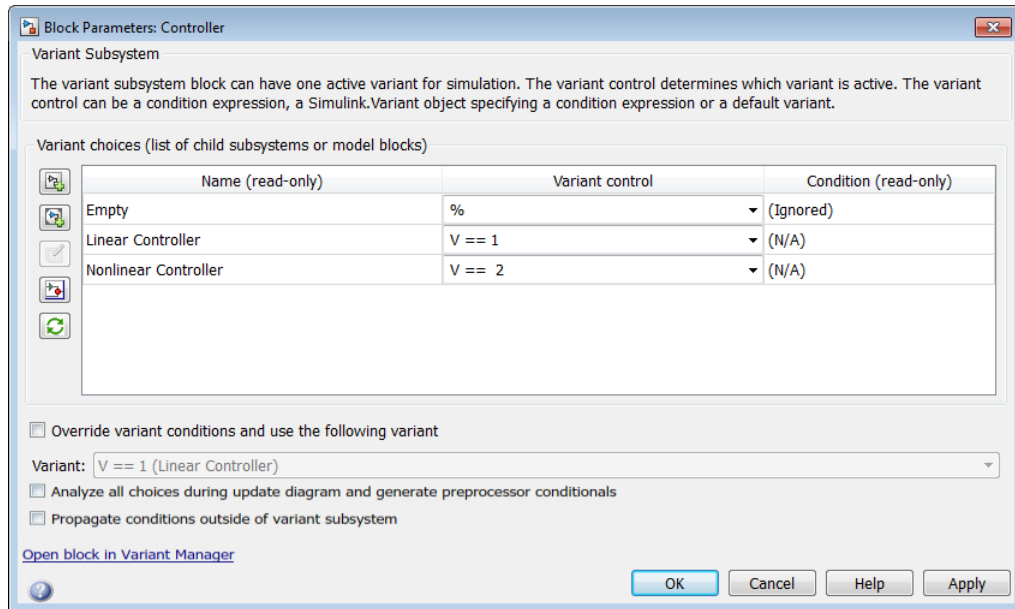 Block Parameters: Controller
Variant Subsystem
The variant subsystem block can have one active variant for simulation. The variant control determines which variant is active. The variant
control can be a condition expression, a Simulink.Variant object specifying a condition expression or a default variant.
Variant choices (list of child subsystems or model blocks)
Name (read-only) Variant control Condition (read-only)
Empty % (Ignored)
Linear Controller V == 1 (N/A)
Nonlinear Controller V ==  2 (N/A)
Override variant conditions and use the following variant
Variant: V == 1 (Linear Controller)
Analyze all choices during update diagram and generate preprocessor conditionals
Propagate conditions outside of variant subsystem
Open block in Variant Manager
? OK Cancel Help Apply